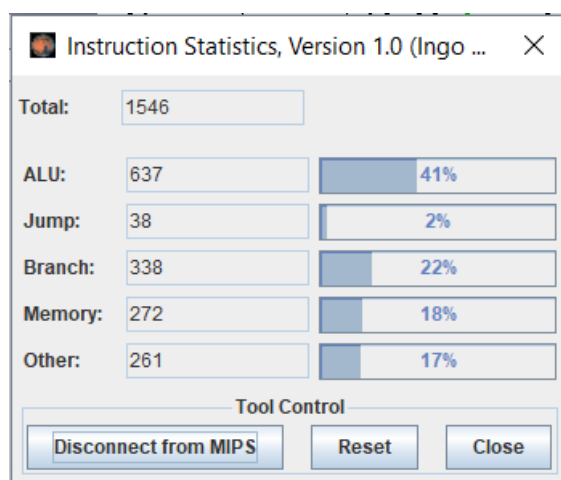 Instruction Statistics, Version 1.0 (Ingo ...
Total: 1546
ALU: 637 41%
Jump: 38 2%
Branch: 338 22%
Memory: 272 18%
Other: 261 17%
Tool Control
Disconnect from MIPS Reset Close